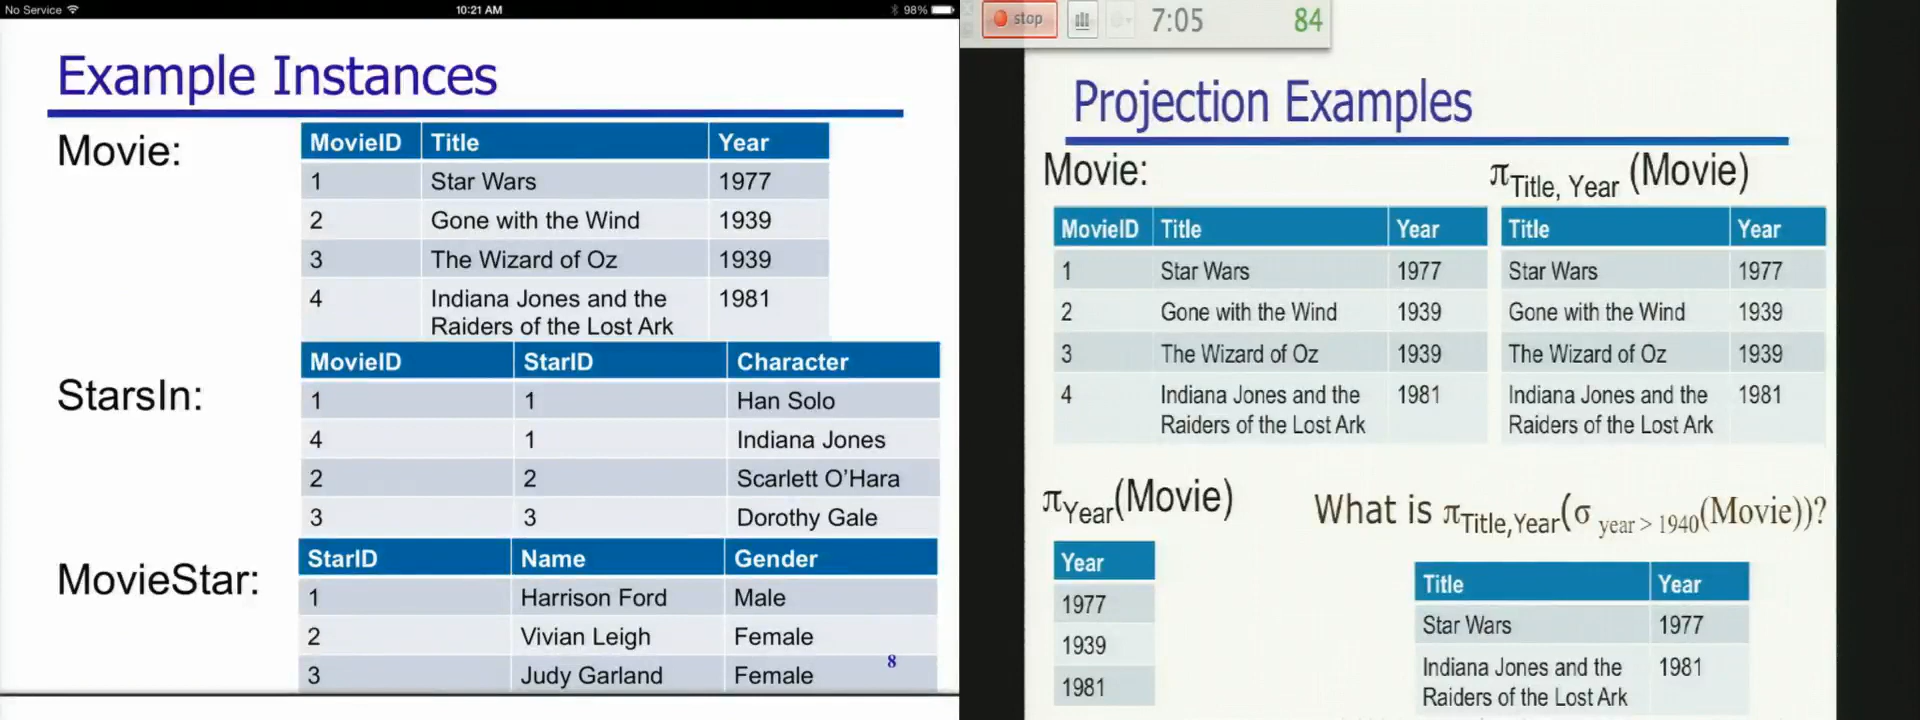 No Service 10:21 AM 98%
Example Instances
Movie:
MovieID Title Year
1 Star Wars 1977
2 Gone with the Wind 1939
3 The Wizard of Oz 1939
4 Indiana Jones and the 1981
Raiders of the Lost Ark
StarsIn:
MovieID StarID Character
1 1 Han Solo
4 1 Indiana Jones
2 2 Scarlett O'Hara
3 3 Dorothy Gale
MovieStar:
StarID Name Gender
1 Harrison Ford Male
2 Vivian Leigh Female
3 Judy Garland Female
8
stop 7:05 84
Projection Examples
Movie:
MovieID Title Year
1 Star Wars 1977
2 Gone with the Wind 1939
3 The Wizard of Oz 1939
4 Indiana Jones and the 1981
Raiders of the Lost Ark
π Title, Year (Movie)
Title Year
Star Wars 1977
Gone with the Wind 1939
The Wizard of Oz 1939
Indiana Jones and the 1981
Raiders of the Lost Ark
π Year (Movie)
Year
1977
1939
1981
What is π Title,Year (σ year > 1940 (Movie))?
Title Year
Star Wars 1977
Indiana Jones and the 1981
Raiders of the Lost Ark